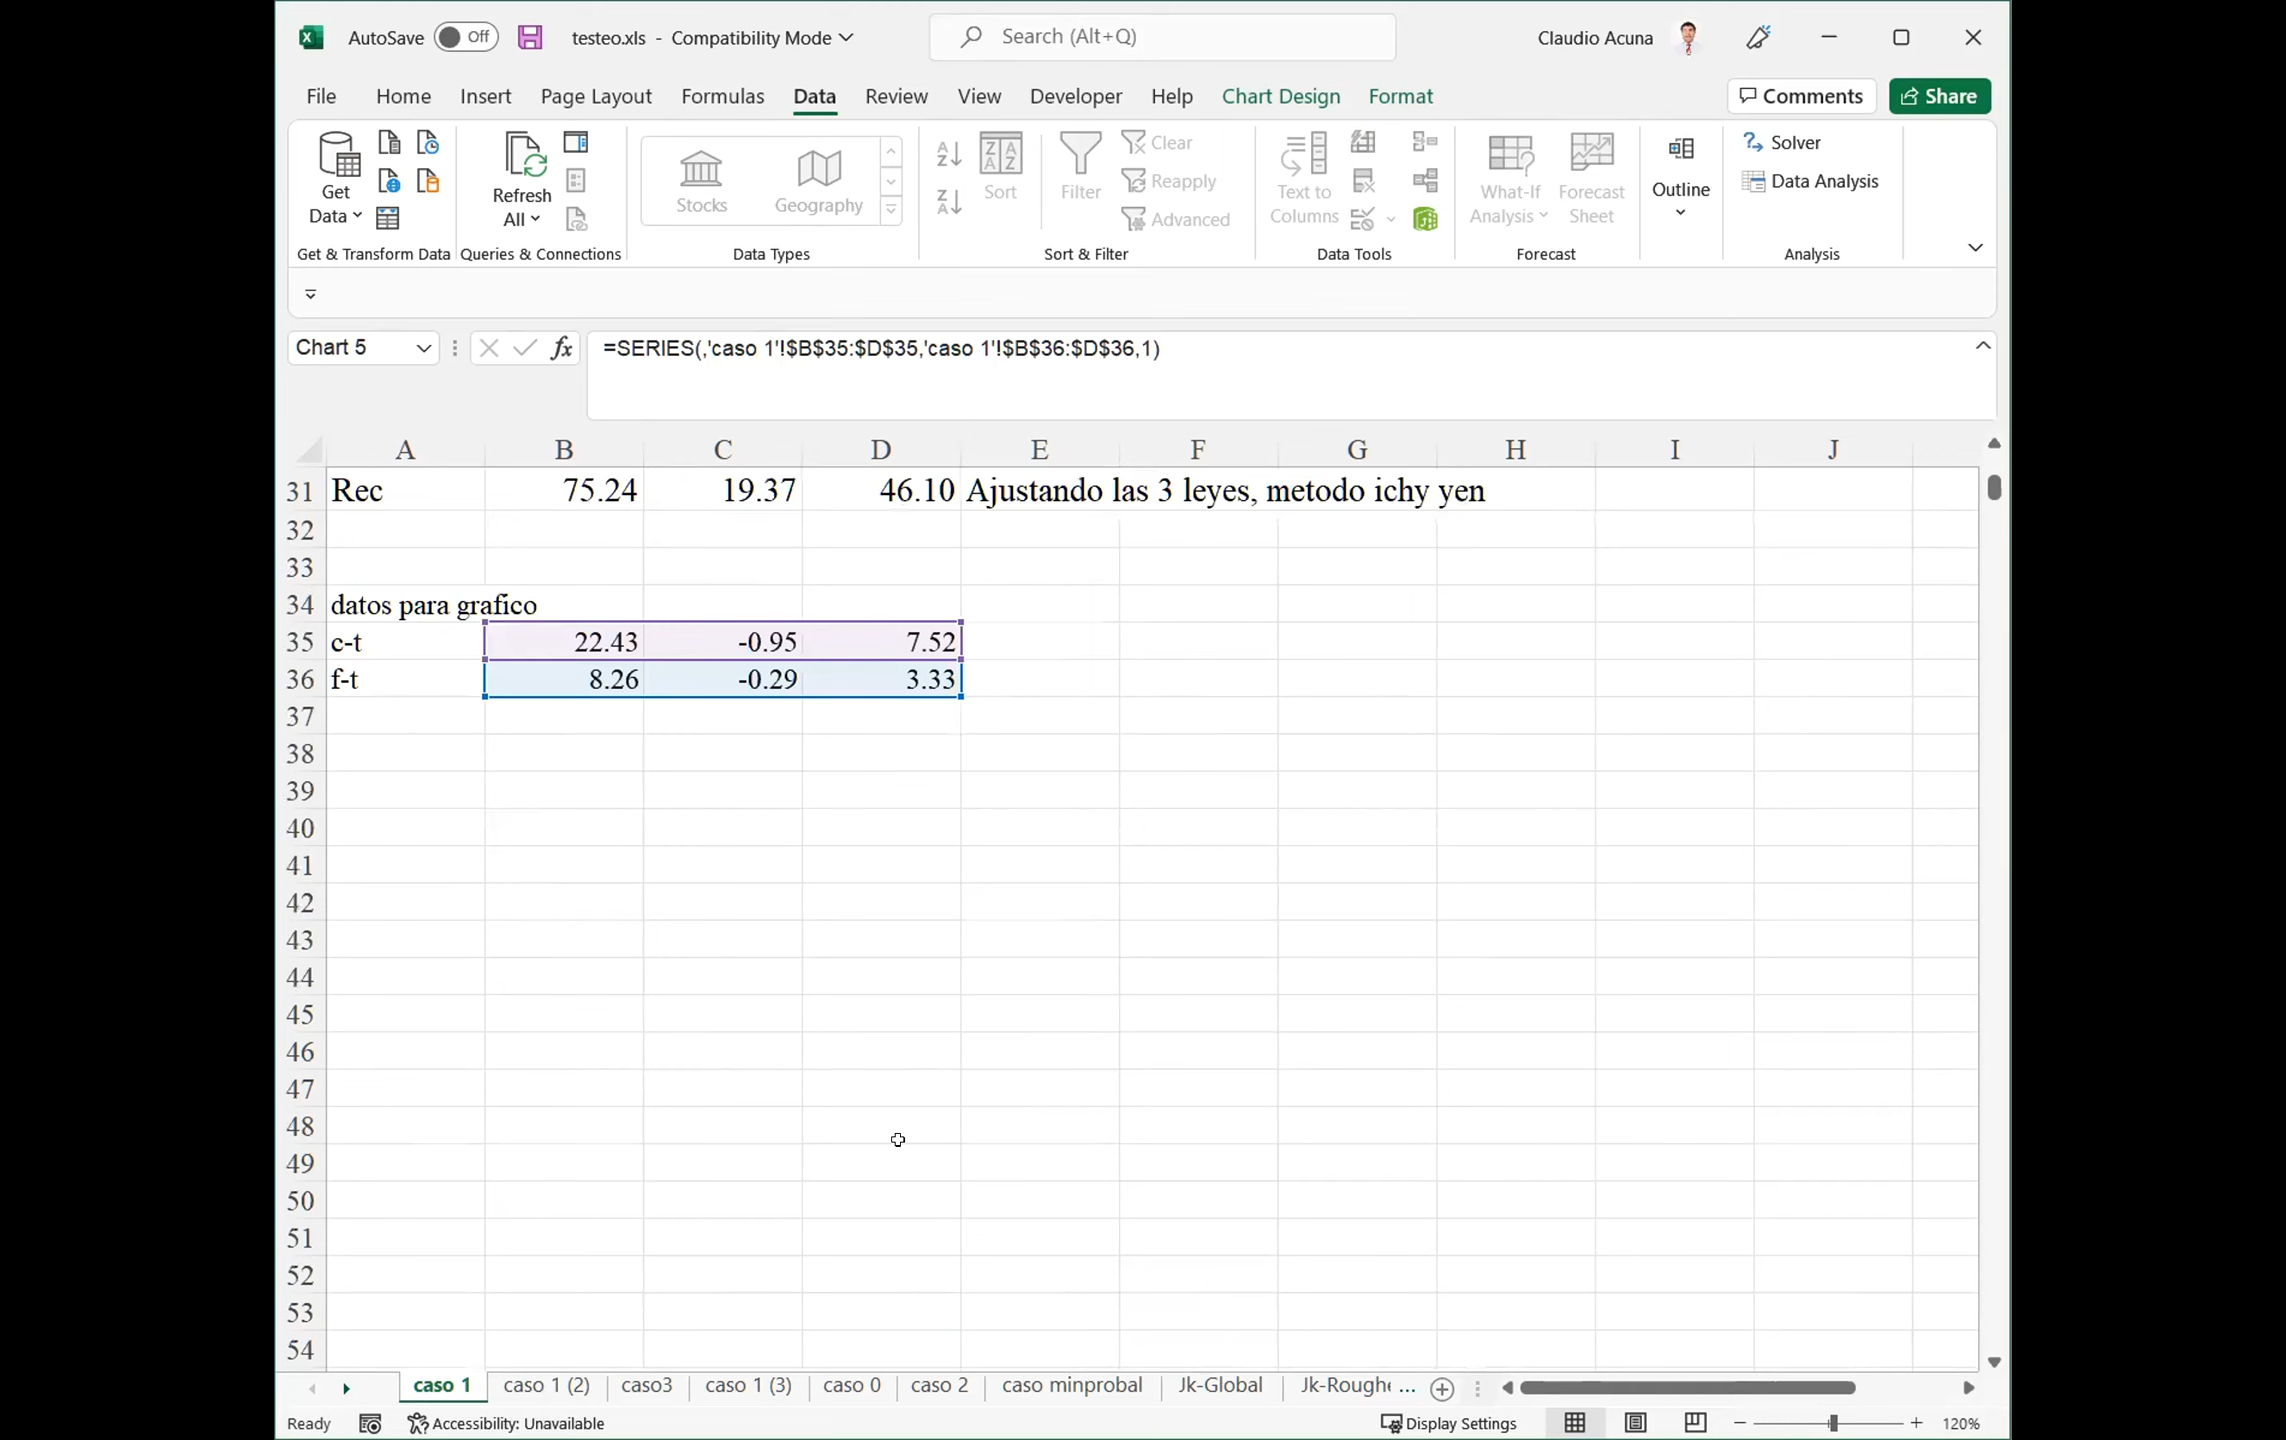 AutoSave Off testeo.xls - Compatibility Mode Search (Alt+Q) Claudio Acuna
File Home Insert Page Layout Formulas Data Review View Developer Help Chart Design Format Comments Share
Get Data
Refresh All
Stocks Geography
Sort
Filter
Clear
Reapply
Advanced
Text to Columns
What-If Analysis
Forecast Sheet
Outline
Solver
Data Analysis
Get & Transform Data Queries & Connections Data Types Sort & Filter Data Tools Forecast Analysis
Chart 5 fx =SERIES(,'caso 1'!$B$35:$D$35,'caso 1'!$B$36:$D$36,1)
A B C D E F G H I J
31 Rec 75.24 19.37 46.10 Ajustando las 3 leyes, metodo ichy yen
32
33
34 datos para grafico
35 c-t 22.43 -0.95 7.52
36 f-t 8.26 -0.29 3.33
37
38
39
40
41
42
43
44
45
46
47
48
49
50
51
52
53
54
caso 1 caso 1 (2) caso3 caso 1 (3) caso 0 caso 2 caso minprobal Jk-Global Jk-Roughe ...
Ready Accessibility: Unavailable Display Settings 120%